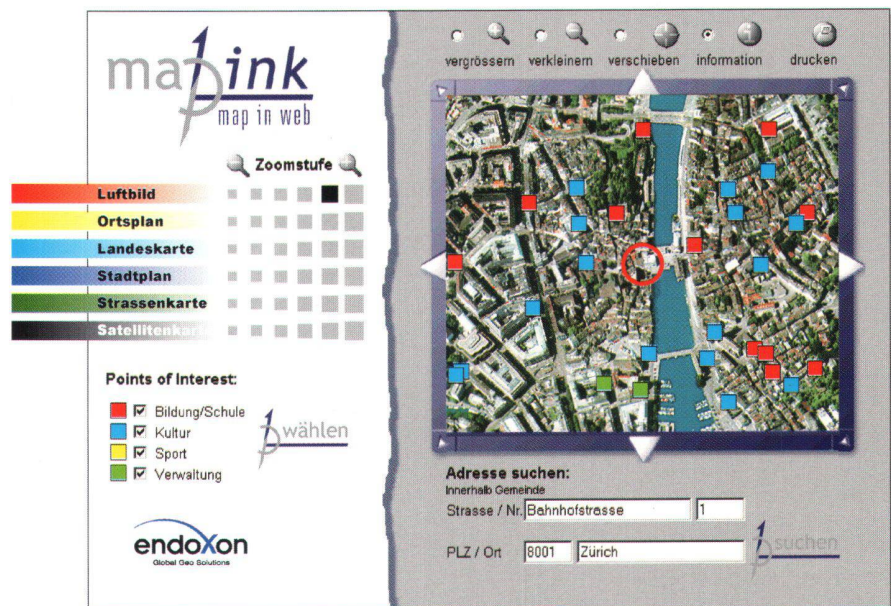 map1ink
map in web
Zoomstufe
Luftbild
Ortsplan
Landeskarte
Stadtplan
Strassenkarte
Satellitenkarte
Points of Interest:
Bildung/Schule
Kultur
Sport
Verwaltung
wählen
endoxon
Global Geo Solutions
vergrössern verkleinern verschieben information drucken
Adresse suchen:
Innerhalb Gemeinde
Strasse / Nr. Bahnhofstrasse 1
PLZ / Ort 8001 Zürich
suchen